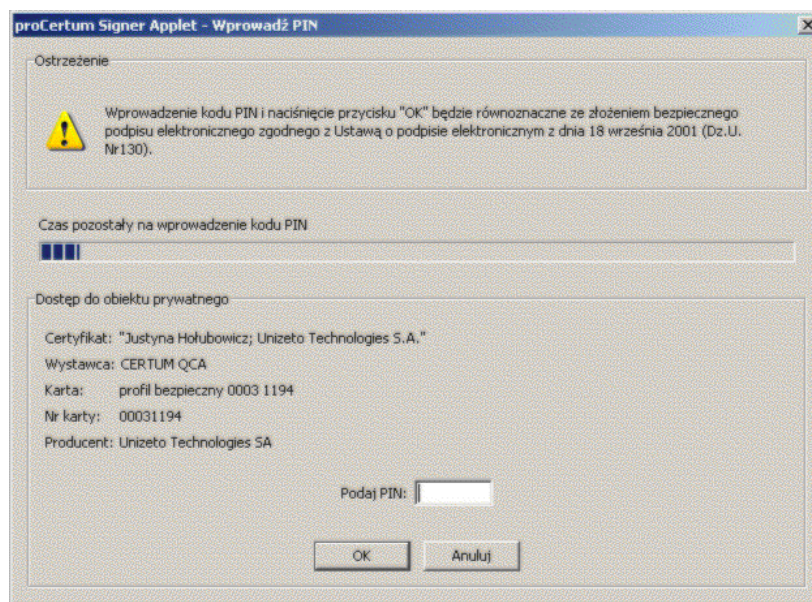 proCertum Signer Applet - Wprowadź PIN
Ostrzeżenie
Wprowadzenie kodu PIN i naciśnięcie przycisku "OK" będzie równoznaczne ze złożeniem bezpiecznego
podpisu elektronicznego zgodnego z Ustawą o podpisie elektronicznym z dnia 18 września 2001 (Dz.U.
Nr130).
Czas pozostały na wprowadzenie kodu PIN
Dostęp do obiektu prywatnego
Certyfikat: "Justyna Hołubowicz; Unizeto Technologies S.A."
Wystawca: CERTUM QCA
Karta: profil bezpieczny 0003 1194
Nr karty: 00031194
Producent: Unizeto Technologies SA
Podaj PIN:
OK Anuluj